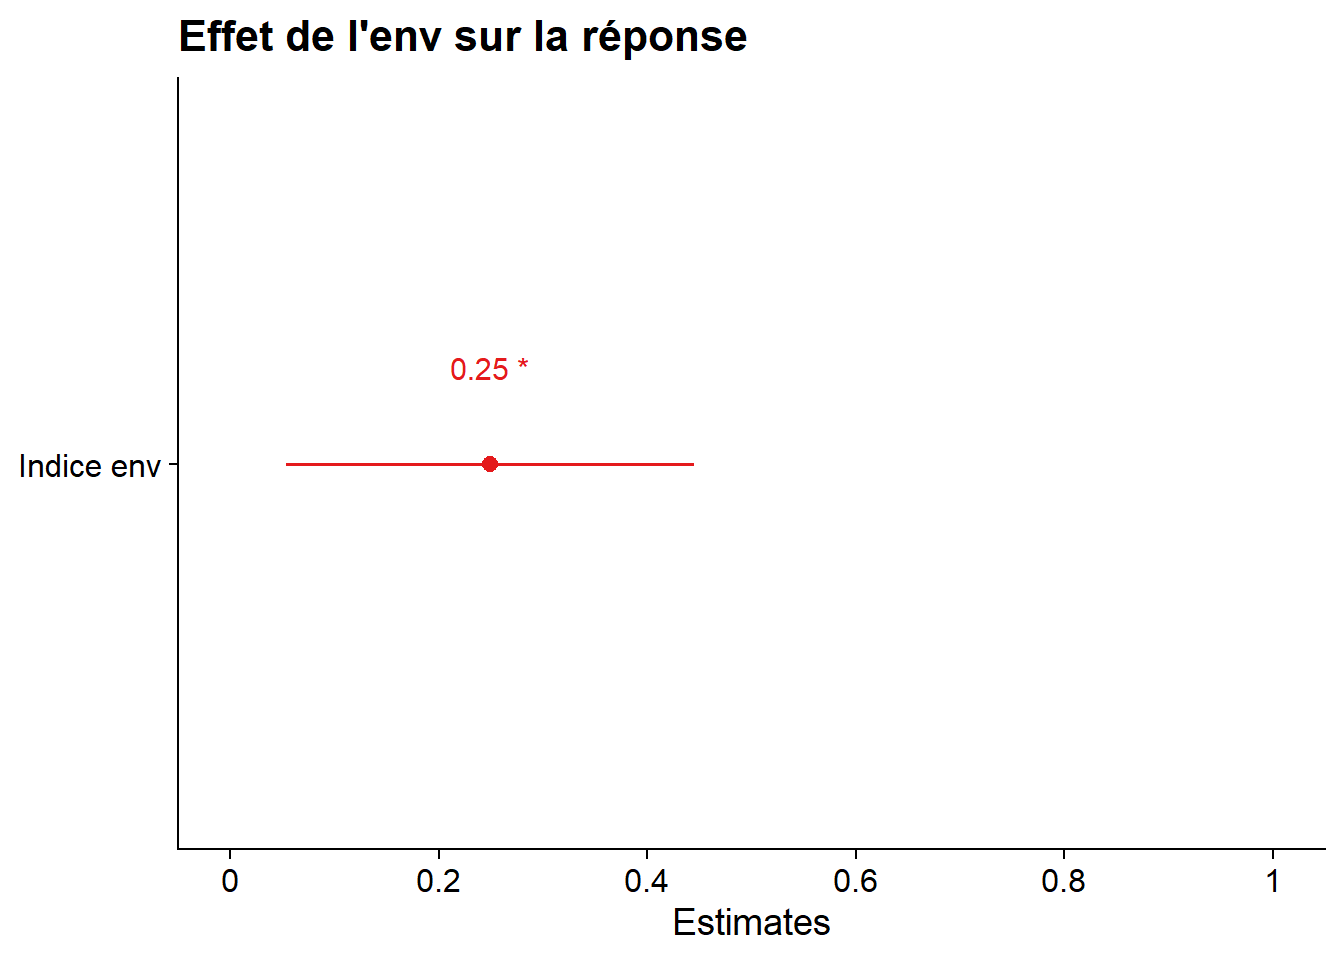 Effet de l'env sur la réponse
0.25 *
Indice env
0 0.2 0.4 0.6 0.8 1
Estimates